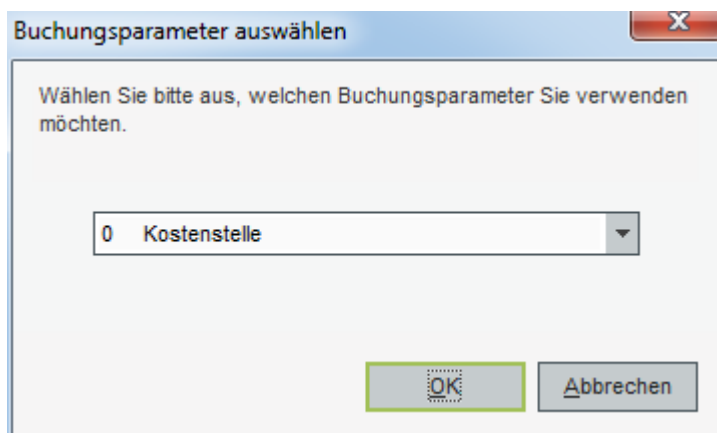 Buchungsparameter auswählen
Wählen Sie bitte aus, welchen Buchungsparameter Sie verwenden
möchten.
0 Kostenstelle
OK Abbrechen